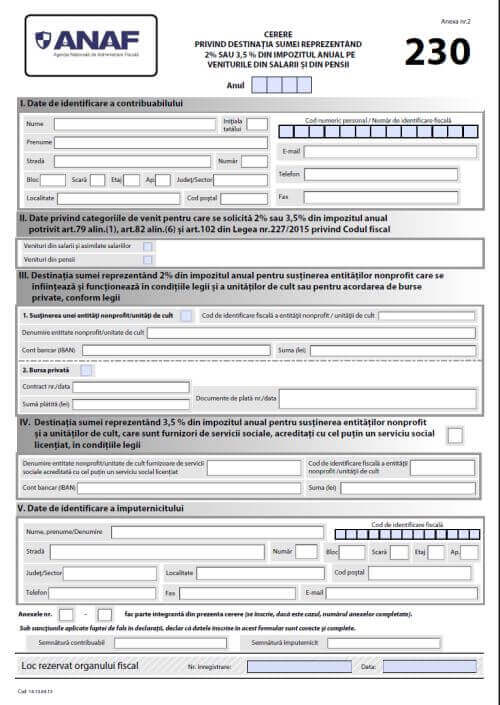 Anexa nr.2
ANAF
Agenția Națională de Administrare Fiscală
CERERE
PRIVIND DESTINAȚIA SUMEI REPREZENTÂND
2% SAU 3,5 % DIN IMPOZITUL ANUAL PE
VENITURILE DIN SALARII ȘI DIN PENSII
230
Anul
I. Date de identificare a contribuabilului
Nume
Inițiala tatălui
Cod numeric personal / Număr de identificare fiscală
Prenume
E-mail
Stradă
Număr
Telefon
Bloc
Scară
Etaj
Ap.
Județ/Sector
Localitate
Cod poștal
Fax
II. Date privind categoriile de venit pentru care se solicită 2% sau 3,5% din impozitul anual
potrivit art.79 alin.(1), art.82 alin.(6) și art.102 din Legea nr.227/2015 privind Codul fiscal
Venituri din salarii și asimilate salariilor
Venituri din pensii
III. Destinația sumei reprezentând 2% din impozitul anual pentru susținerea entităților nonprofit care se
înființează și funcționează în condițiile legii și a unităților de cult sau pentru acordarea de burse
private, conform legii
1. Susținerea unei entități nonprofit/unități de cult
Cod de identificare fiscală a entității nonprofit / unității de cult
Denumire entitate nonprofit/unitate de cult
Cont bancar (IBAN)
Suma (lei)
2. Bursa privată
Contract nr./data
Sumă plătită (lei)
Documente de plată nr./data
IV. Destinația sumei reprezentând 3,5 % din impozitul anual pentru susținerea entităților nonprofit
și a unităților de cult, care sunt furnizori de servicii sociale, acreditați cu cel puțin un serviciu social
licențiat, în condițiile legii
Denumire entitate nonprofit/unitate de cult furnizoare de servicii
sociale acreditată cu cel puțin un serviciu social licențiat
Cod de identificare fiscală a entității
nonprofit /unității de cult
Cont bancar (IBAN)
Suma (lei)
V. Date de identificare a împuternicitului
Nume, prenume/Denumire
Cod de identificare fiscală
Stradă
Număr
Bloc
Scară
Etaj
Ap.
Județ/Sector
Localitate
Cod poștal
Telefon
Fax
E-mail
Anexele nr. - fac parte integrantă din prezenta cerere (se înscrie, dacă este cazul, numărul anexelor completate).
Sub sancțiunile aplicate faptei de fals în declarații, declar că datele înscrise în acest formular sunt corecte și complete.
Semnătură contribuabil
Semnătură împuternicit
Loc rezervat organului fiscal
Nr. înregistrare:
Data:
Cod 14.13.04.13